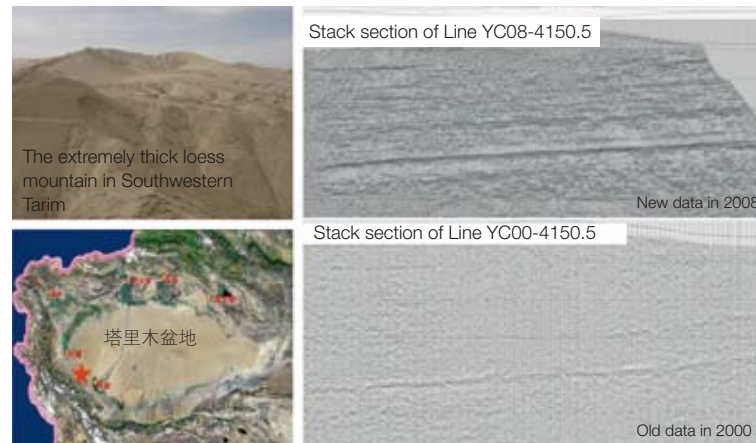 Stack section of Line YC08-4150.5
The extremely thick loess
mountain in Southwestern
Tarim
New data in 2008
Stack section of Line YC00-4150.5
塔里木盆地
Old data in 2000